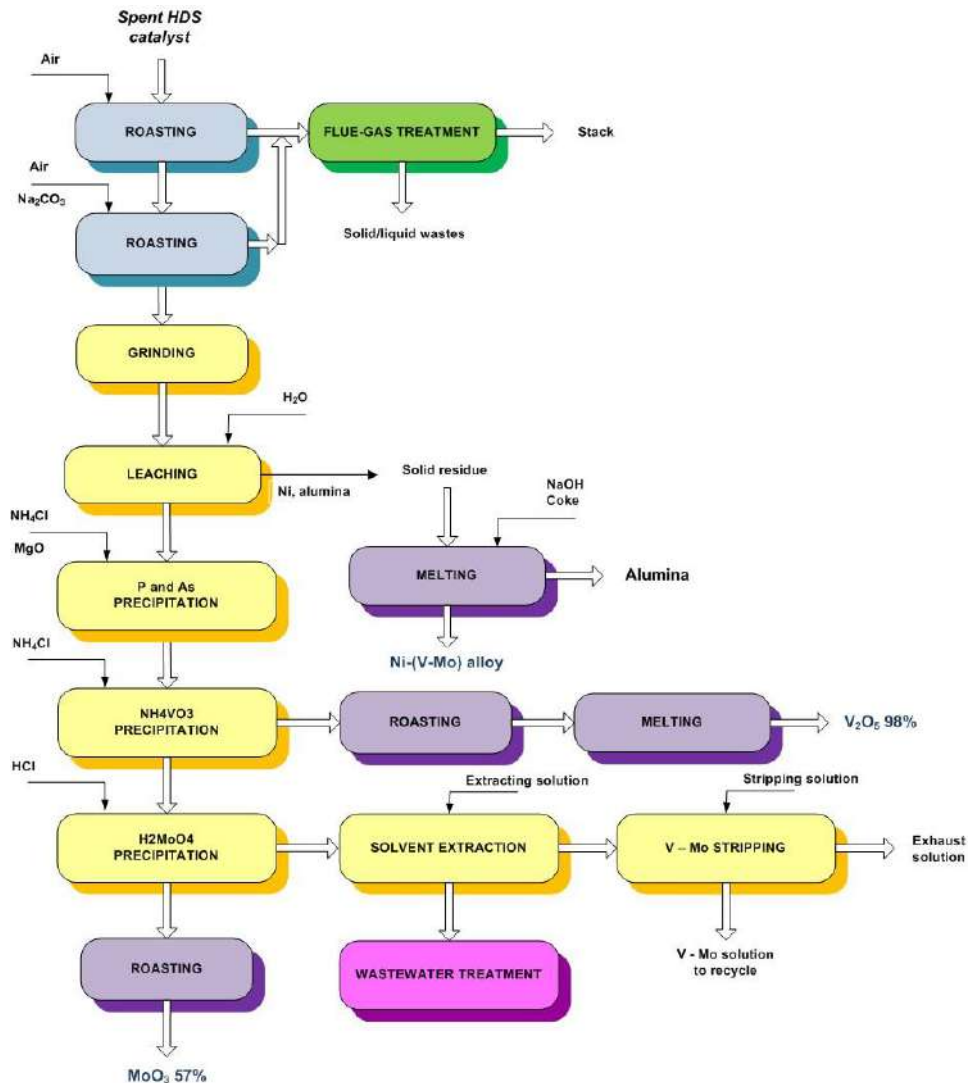 Spent HDS
catalyst
Air
ROASTING
FLUE-GAS TREATMENT
Stack
Air
Na₂CO₃
ROASTING
Solid/liquid wastes
GRINDING
H₂O
LEACHING
Ni, alumina
Solid residue
NaOH
Coke
NH₄Cl
MgO
MELTING
Alumina
P and As
PRECIPITATION
NH₄Cl
Ni-(V-Mo) alloy
NH4VO3
PRECIPITATION
ROASTING
MELTING
V₂O₅ 98%
HCl
Extracting solution
Stripping solution
H2MoO4
PRECIPITATION
SOLVENT EXTRACTION
V – Mo STRIPPING
Exhaust
solution
ROASTING
WASTEWATER TREATMENT
V - Mo solution
to recycle
MoO₃ 57%